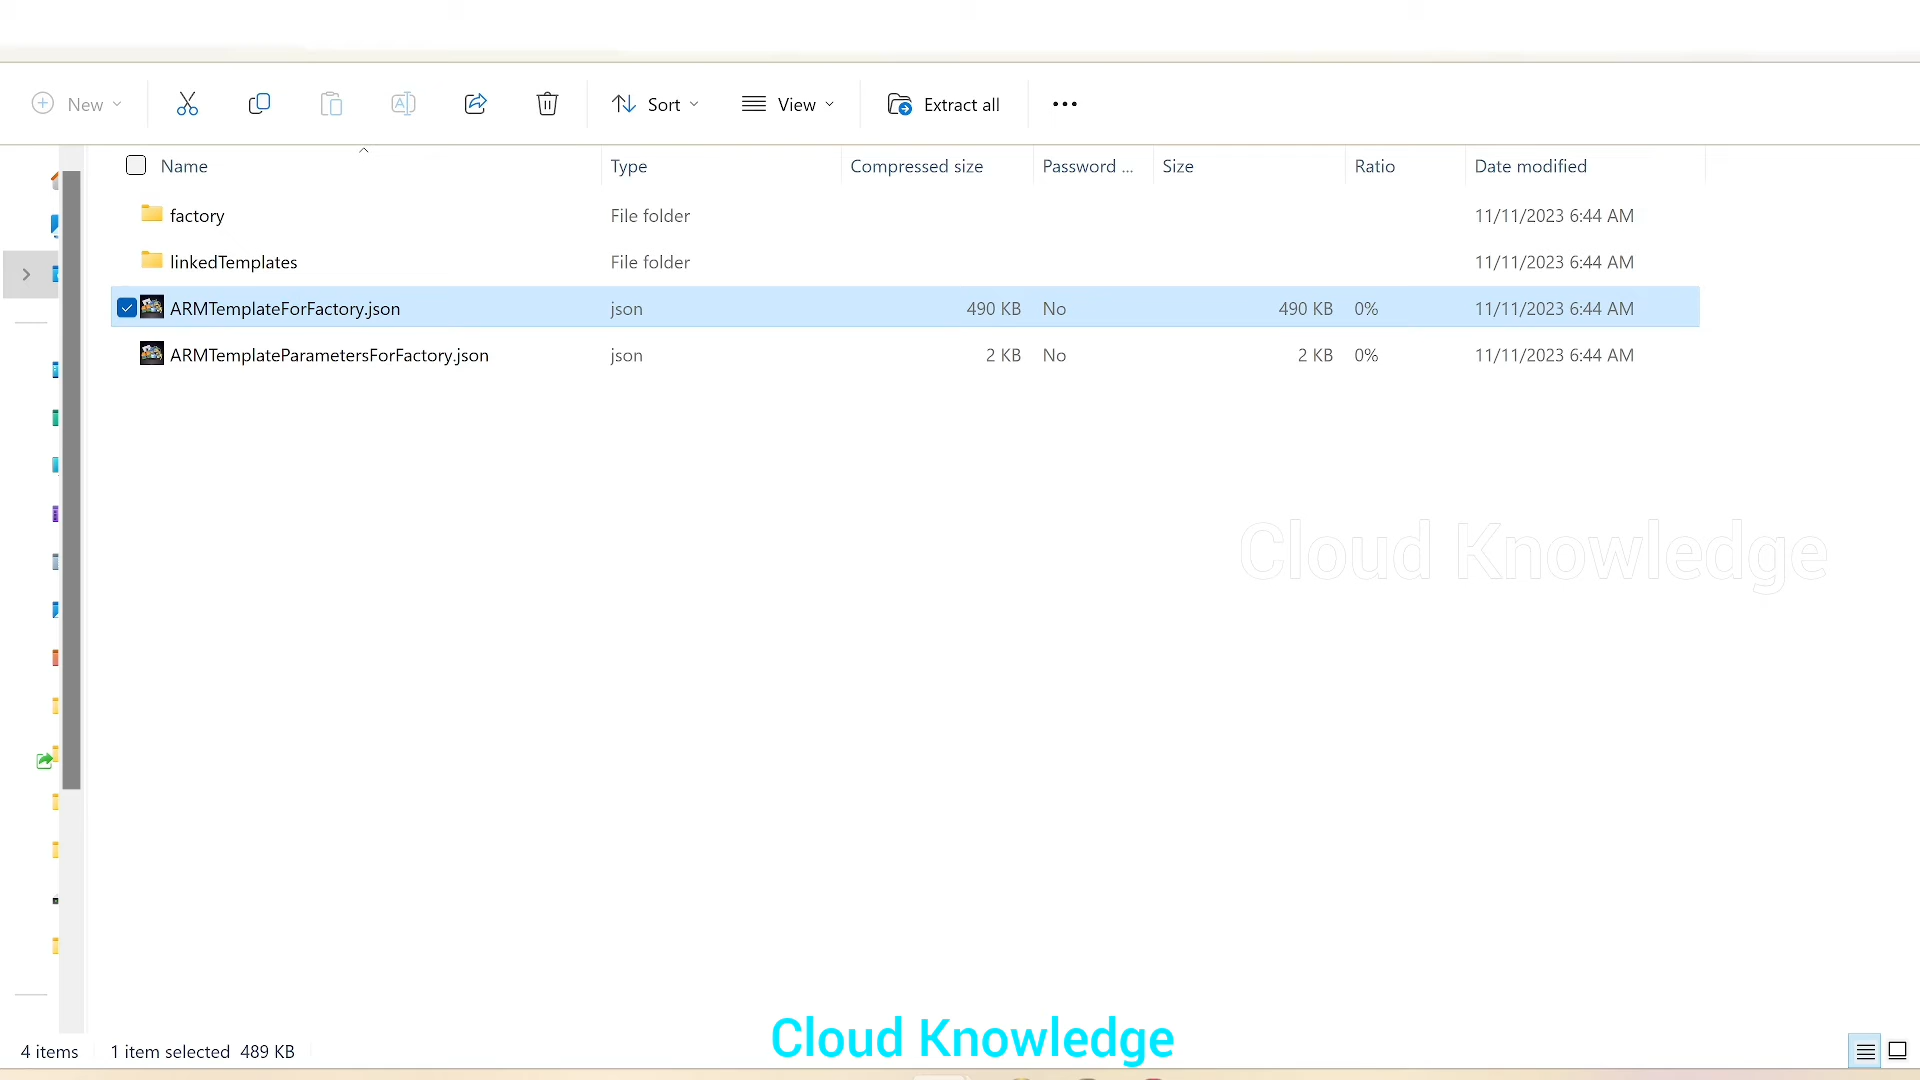 New Sort View Extract all
Name Type Compressed size Password ... Size Ratio Date modified
factory File folder 11/11/2023 6:44 AM
linkedTemplates File folder 11/11/2023 6:44 AM
ARMTemplateForFactory.json json 490 KB No 490 KB 0% 11/11/2023 6:44 AM
ARMTemplateParametersForFactory.json json 2 KB No 2 KB 0% 11/11/2023 6:44 AM
Cloud Knowledge
Cloud Knowledge
4 items 1 item selected 489 KB